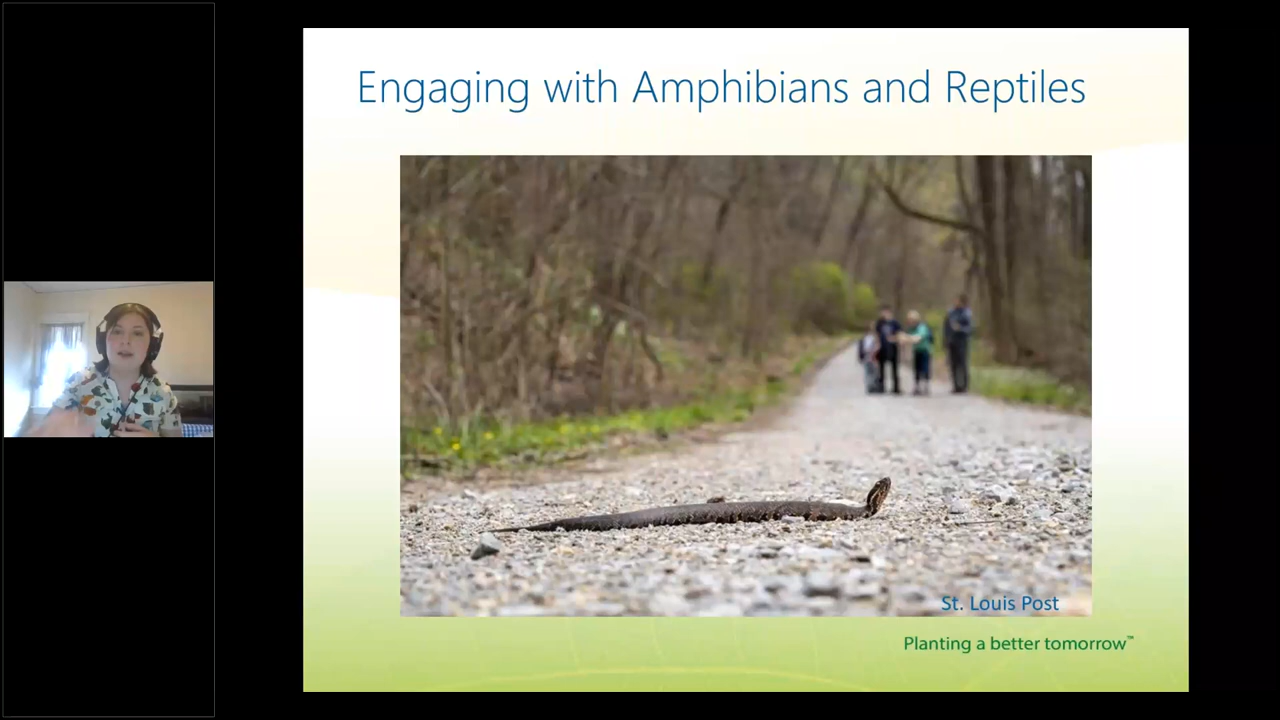 Engaging with Amphibians and Reptiles
St. Louis Post
Planting a better tomorrow™